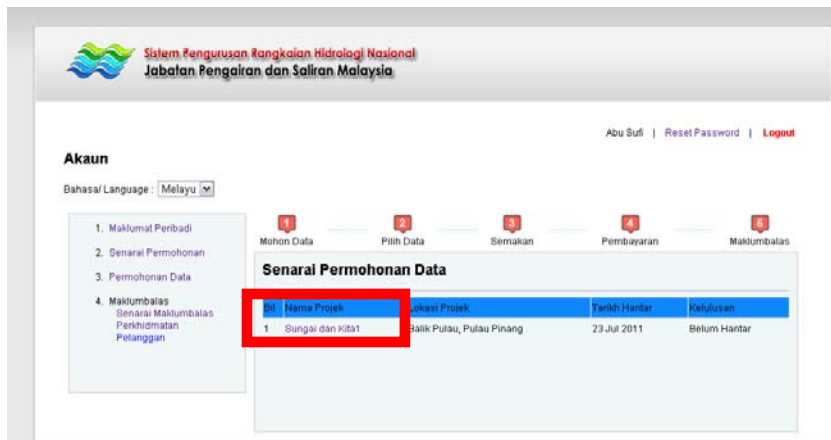 Sistem Pengurusan Rangkaian Hidrologi Nasional
Jabatan Pengairan dan Saliran Malaysia
Abu Sufi | Reset Password | Logout
Akaun
Bahasa/ Language : Melayu
1. Maklumat Peribadi
2. Senarai Permohonan
3. Permohonan Data
4. Maklumbalas
Senarai Maklumbalas
Perkhidmatan
Pelanggan
1 2 3 4 5
Mohon Data Pilih Data Semakan Pembayaran Maklumbalas
Senarai Permohonan Data
Bil Nama Projek Lokasi Projek Tarikh Hantar Kelulusan
1 Sungai dan Kita1 Balik Pulau, Pulau Pinang 23 Jul 2011 Belum Hantar